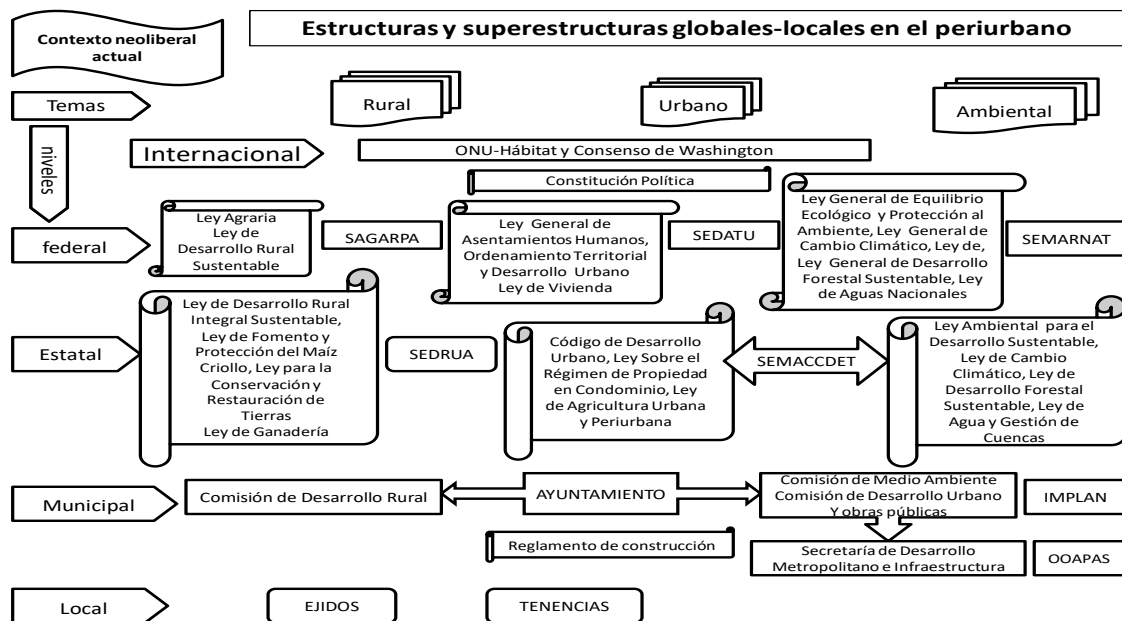 Contexto neoliberal
actual
Estructuras y superestructuras globales-locales en el periurbano
Temas
Rural
Urbano
Ambiental
niveles
Internacional
ONU-Hábitat y Consenso de Washington
Constitución Política
federal
Ley Agraria
Ley de
Desarrollo Rural
Sustentable
SAGARPA
Ley General de
Asentamientos Humanos,
Ordenamiento Territorial
y Desarrollo Urbano
Ley de Vivienda
SEDATU
Ley General de Equilibrio
Ecológico y Protección al
Ambiente, Ley General de
Cambio Climático, Ley de,
Ley General de Desarrollo
Forestal Sustentable, Ley
de Aguas Nacionales
SEMARNAT
Estatal
Ley de Desarrollo Rural
Integral Sustentable,
Ley de Fomento y
Protección del Maíz
Criollo, Ley para la
Conservación y
Restauración de
Tierras
Ley de Ganadería
SEDRUA
Código de Desarrollo
Urbano, Ley Sobre el
Régimen de Propiedad
en Condominio, Ley
de Agricultura Urbana
y Periurbana
SEMACCDET
Ley Ambiental para el
Desarrollo Sustentable,
Ley de Cambio
Climático, Ley de
Desarrollo Forestal
Sustentable, Ley de
Agua y Gestión de
Cuencas
Municipal
Comisión de Desarrollo Rural
AYUNTAMIENTO
Comisión de Medio Ambiente
Comisión de Desarrollo Urbano
Y obras públicas
IMPLAN
Reglamento de construcción
Secretaría de Desarrollo
Metropolitano e Infraestructura
OOAPAS
Local
EJIDOS
TENENCIAS